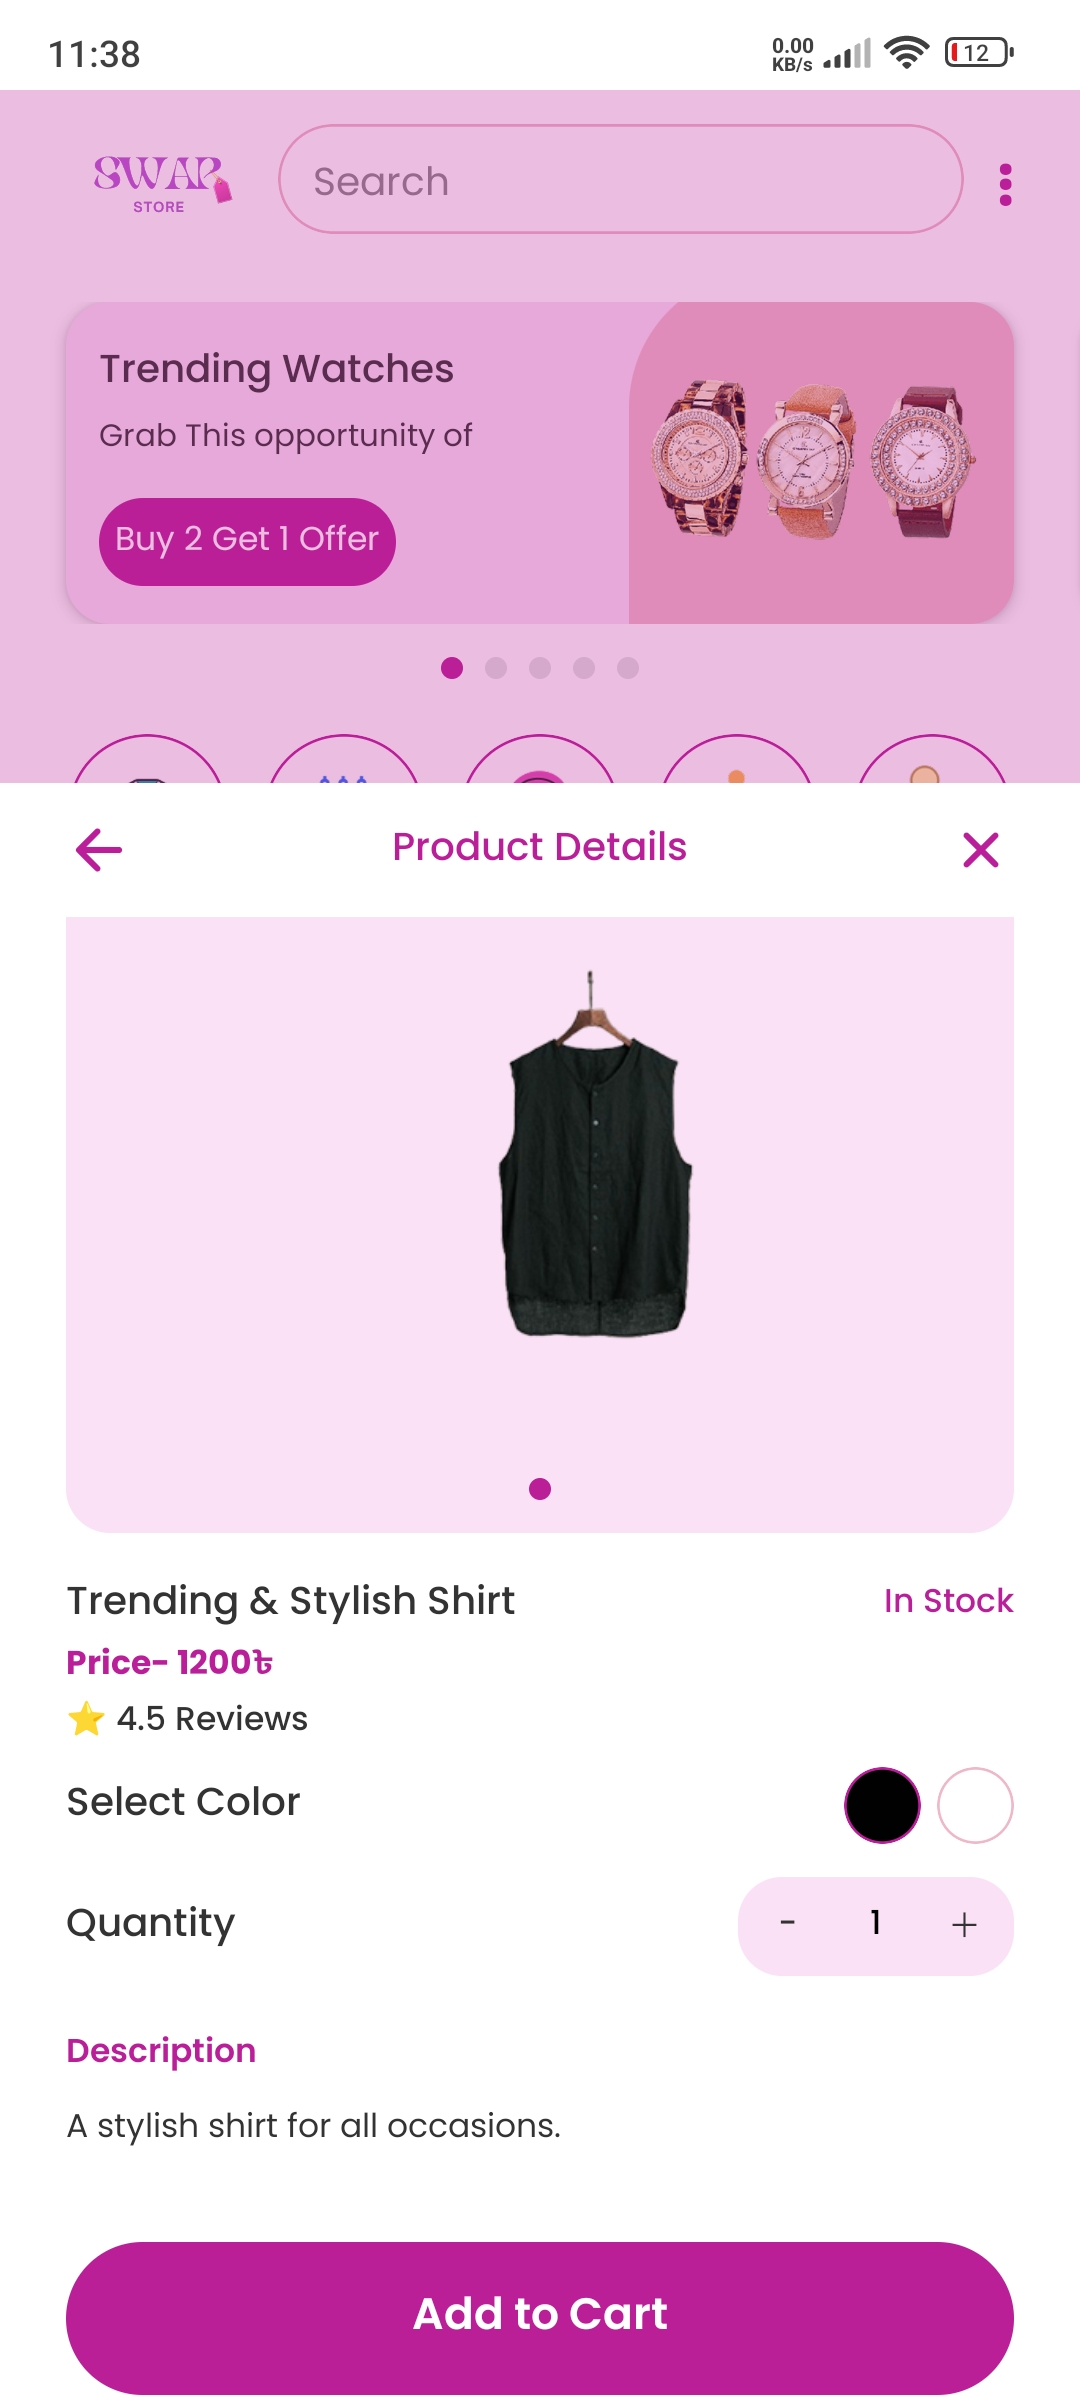 11:38
0.00
KB/s
12
SWAP
STORE
Search
Trending Watches
Grab This opportunity of
Buy 2 Get 1 Offer
Product Details
Trending & Stylish Shirt
In Stock
Price- 1200৳
⭐ 4.5 Reviews
Select Color
Quantity
- 1 +
Description
A stylish shirt for all occasions.
Add to Cart